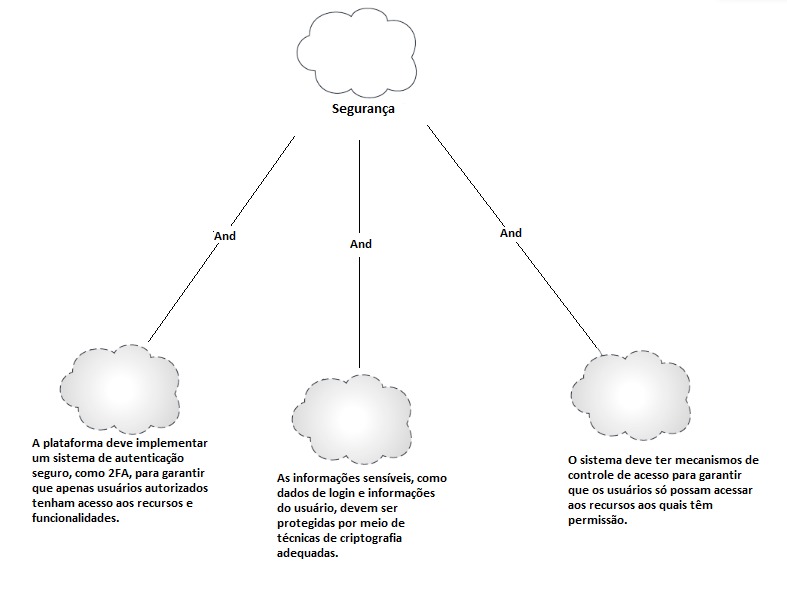 Segurança
And
And
And
A plataforma deve implementar
um sistema de autenticação
seguro, como 2FA, para garantir
que apenas usuários autorizados
tenham acesso aos recursos e
funcionalidades.
As informações sensíveis, como
dados de login e informações
do usuário, devem ser
protegidas por meio de
técnicas de criptografia
adequadas.
O sistema deve ter mecanismos de
controle de acesso para garantir
que os usuários só possam acessar
aos recursos aos quais têm
permissão.